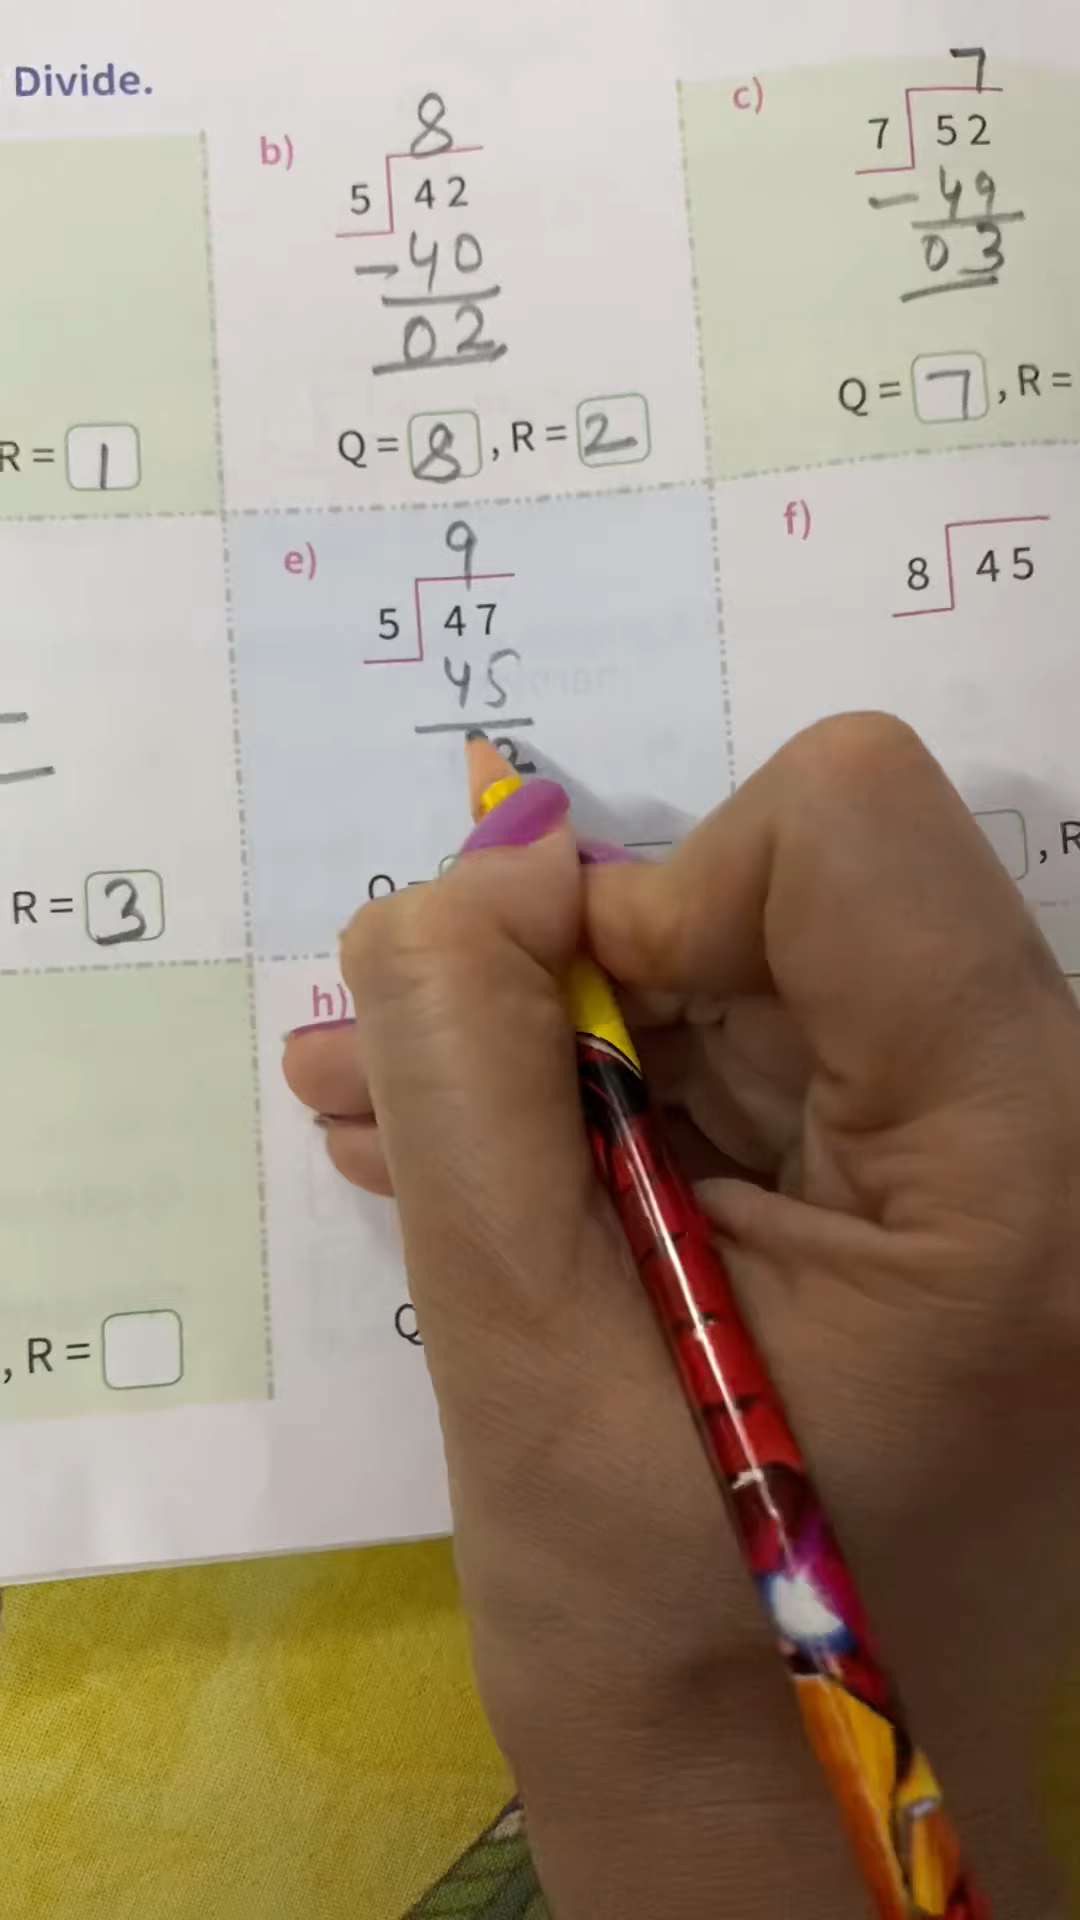 Divide.
b)
8
5 42
-40
02
Q = 8, R = 2
c)
7
7 52
- 49
03
Q = 7, R =
R = 1
e)
9
5 47
45
2
f)
8 45
, R
R = 3
h)
Q
, R =